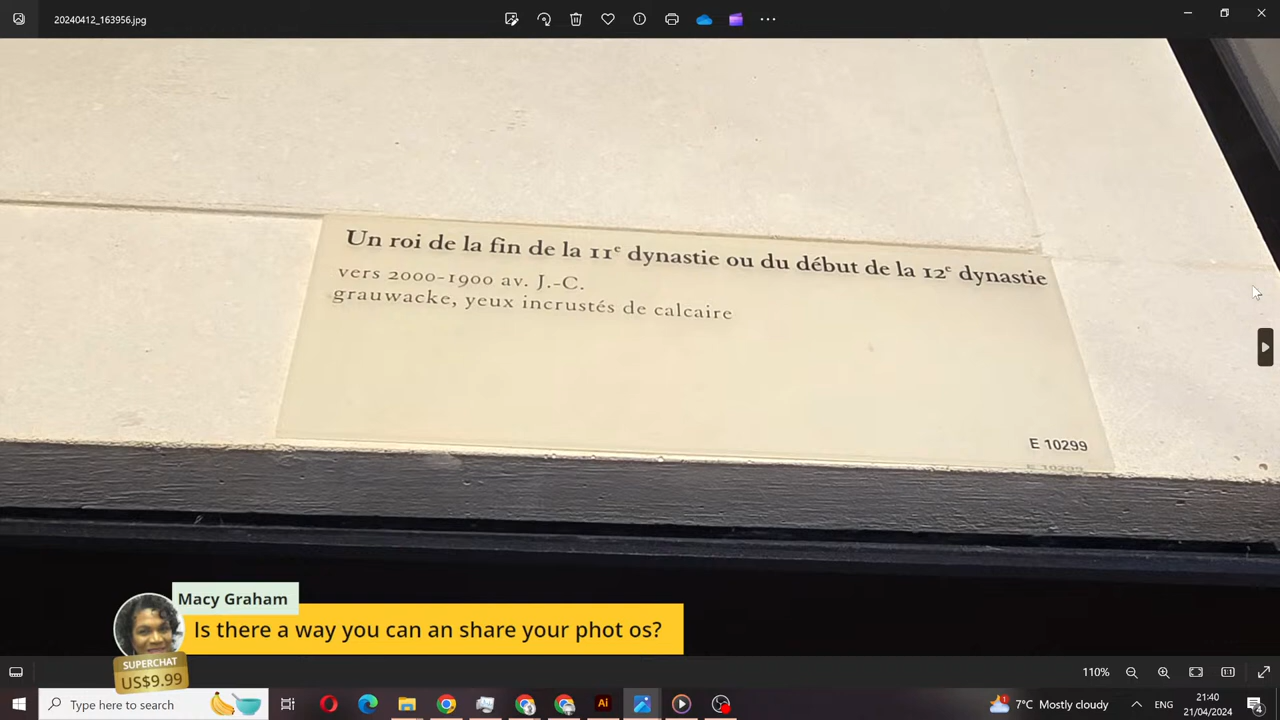 20240412_163956.jpg
Un roi de la fin de la 11e dynastie ou du début de la 12e dynastie
vers 2000-1900 av. J.-C.
grauwacke, yeux incrustés de calcaire
E 10299
E 10299
Macy Graham
Is there a way you can an share your phot os?
SUPERCHAT
US$9.99
110%
Type here to search
Ai
7°C Mostly cloudy
ENG
21:40
21/04/2024
4